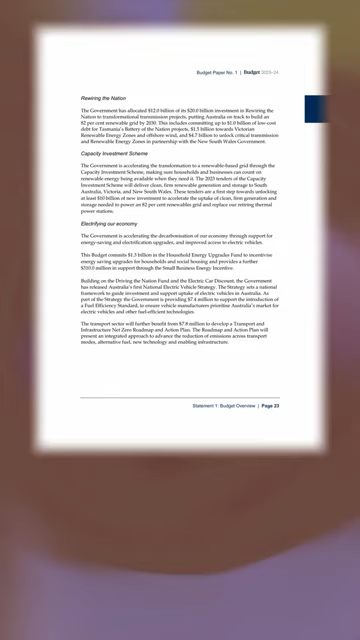 Budget Paper No. 1 | Budget 2023–24
Rewiring the Nation
The Government has allocated $12.0 billion of its $20.0 billion investment in Rewiring the
Nation to transformational transmission projects, putting Australia on track to build an
82 per cent renewable grid by 2030. This includes committing up to $1.0 billion of low-cost
debt for Tasmania's Battery of the Nation projects, $1.5 billion towards Victorian
Renewable Energy Zones and offshore wind, and $4.7 billion to unlock critical transmission
and Renewable Energy Zones in partnership with the New South Wales Government.
Capacity Investment Scheme
The Government is accelerating the transformation to a renewable-based grid through the
Capacity Investment Scheme, making sure households and businesses can count on
renewable energy being available when they need it. The 2023 tenders of the Capacity
Investment Scheme will deliver clean, firm renewable generation and storage to South
Australia, Victoria, and New South Wales. These tenders are a first step towards unlocking
at least $10 billion of new investment to accelerate the uptake of clean, firm generation and
storage needed to power an 82 per cent renewables grid and replace our retiring thermal
power stations.
Electrifying our economy
The Government is accelerating the decarbonisation of our economy through support for
energy-saving and electrification upgrades, and improved access to electric vehicles.
This Budget commits $1.3 billion in the Household Energy Upgrades Fund to incentivise
energy saving upgrades for households and social housing and provides a further
$310.0 million in support through the Small Business Energy Incentive.
Building on the Driving the Nation Fund and the Electric Car Discount, the Government
has released Australia's first National Electric Vehicle Strategy. The Strategy sets a national
framework to guide investment and support uptake of electric vehicles in Australia. As
part of the Strategy the Government is providing $7.4 million to support the introduction of
a Fuel Efficiency Standard, to ensure vehicle manufacturers prioritise Australia's market for
electric vehicles and other fuel-efficient technologies.
The transport sector will further benefit from $7.8 million to develop a Transport and
Infrastructure Net Zero Roadmap and Action Plan. The Roadmap and Action Plan will
present an integrated approach to advance the reduction of emissions across transport
modes, alternative fuel, new technology and enabling infrastructure.
Statement 1: Budget Overview | Page 23